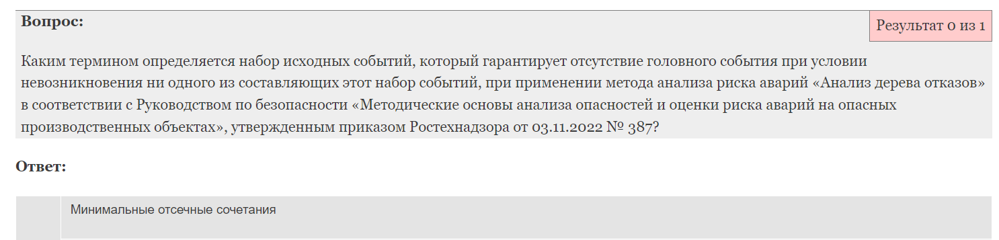 Вопрос:
Результат 0 из 1
Каким термином определяется набор исходных событий, который гарантирует отсутствие головного события при условии
невозникновения ни одного из составляющих этот набор событий, при применении метода анализа риска аварий «Анализ дерева отказов»
в соответствии с Руководством по безопасности «Методические основы анализа опасностей и оценки риска аварий на опасных
производственных объектах», утвержденным приказом Ростехнадзора от 03.11.2022 № 387?
Ответ:
Минимальные отсечные сочетания